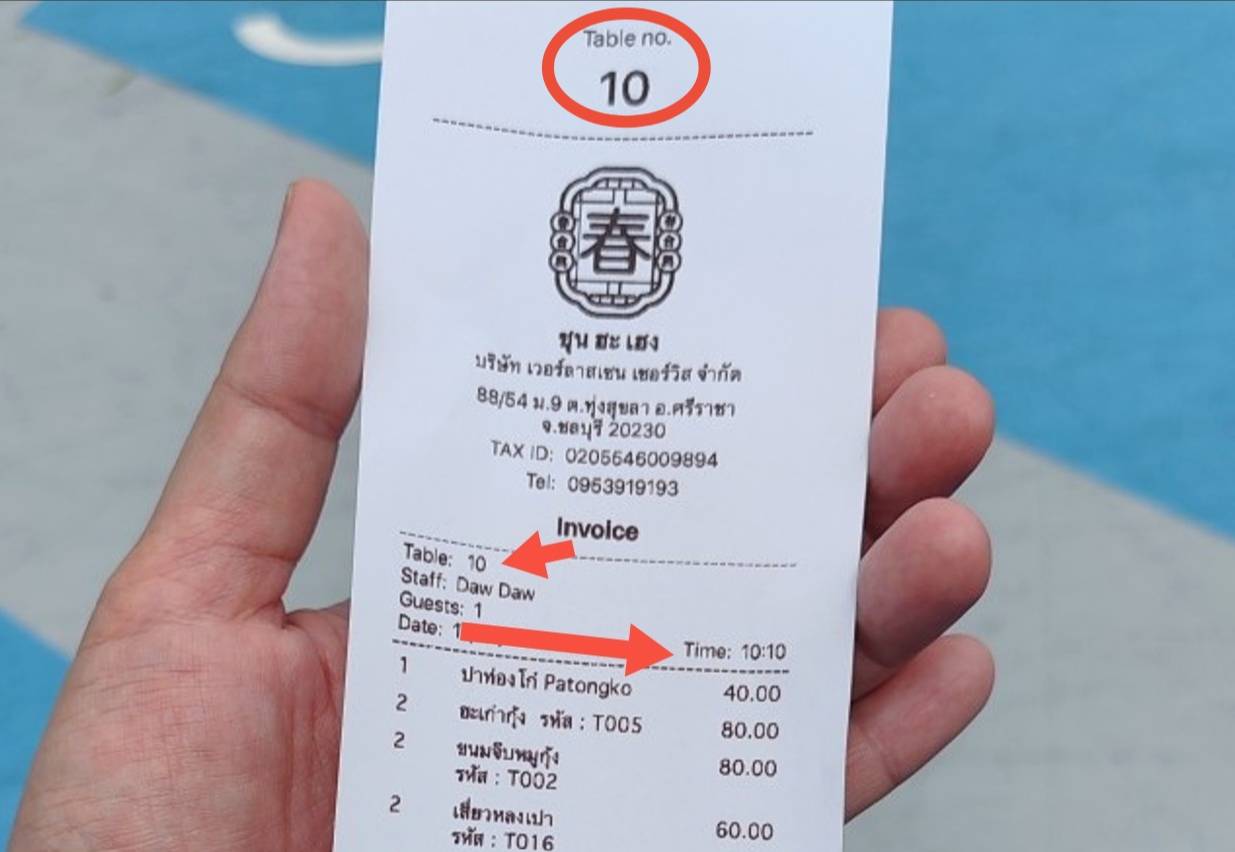 Table no.
10
春
ชุน ฮะ เฮง
บริษัท เวอร์ลาสเซน เซอร์วิส จำกัด
88/54 ม.9 ต.ทุ่งสุขลา อ.ศรีราชา
จ.ชลบุรี 20230
TAX ID: 0205546009894
Tel: 0953919193
Invoice
Table: 10
Staff: Daw Daw
Guests: 1
Date: Time: 10:10
1 ปาท่องโก๋ Patongko 40.00
2 ฮะเก๋ากุ้ง รหัส : T005 80.00
2 ขนมจีบหมูกุ้ง 80.00
รหัส : T002
2 เสี่ยวหลงเปา 60.00
รหัส : T016